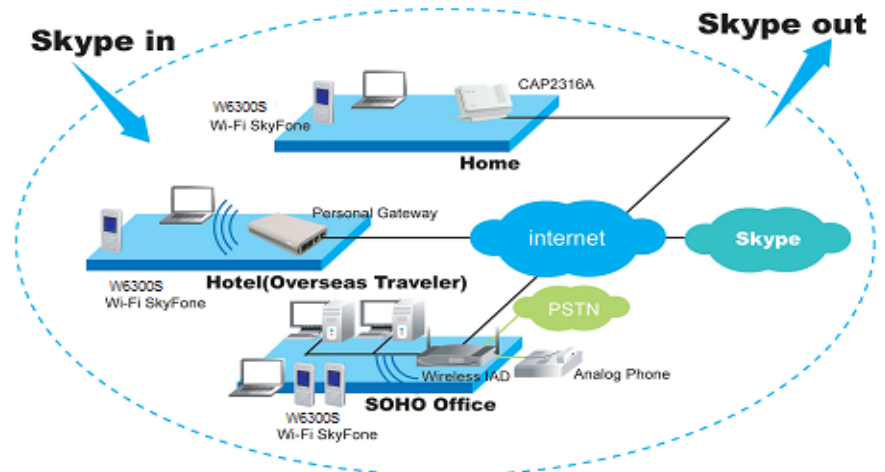 Skype in
Skype out
CAP2316A
W6300S
Wi-Fi SkyFone
Home
Personal Gateway
internet
Skype
W6300S
Wi-Fi SkyFone
Hotel(Overseas Traveler)
PSTN
Wireless IAD
Analog Phone
SOHO Office
W6300S
Wi-Fi SkyFone